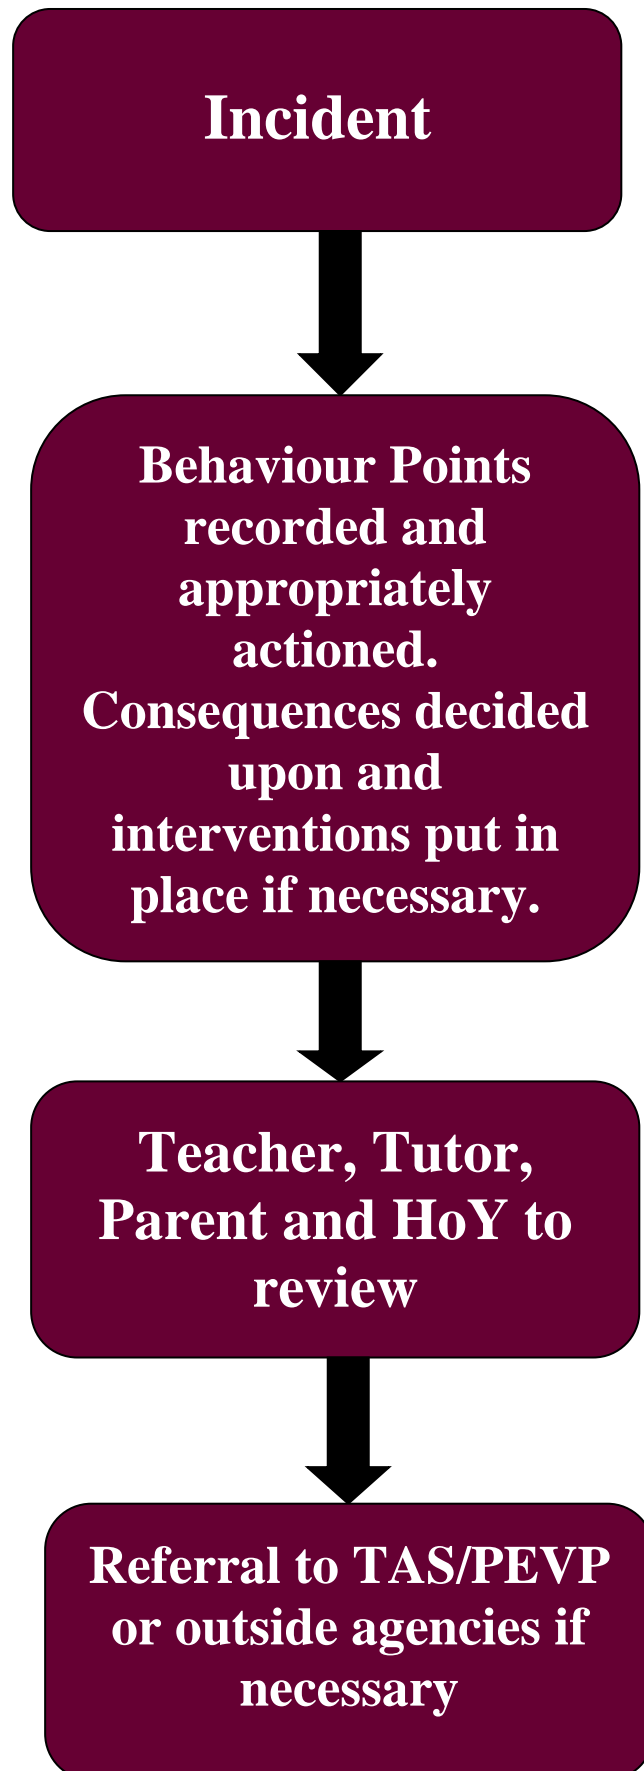 Incident
Behaviour Points
recorded and
appropriately
actioned.
Consequences decided
upon and
interventions put in
place if necessary.
Teacher, Tutor,
Parent and HoY to
review
Referral to TAS/PEVP
or outside agencies if
necessary